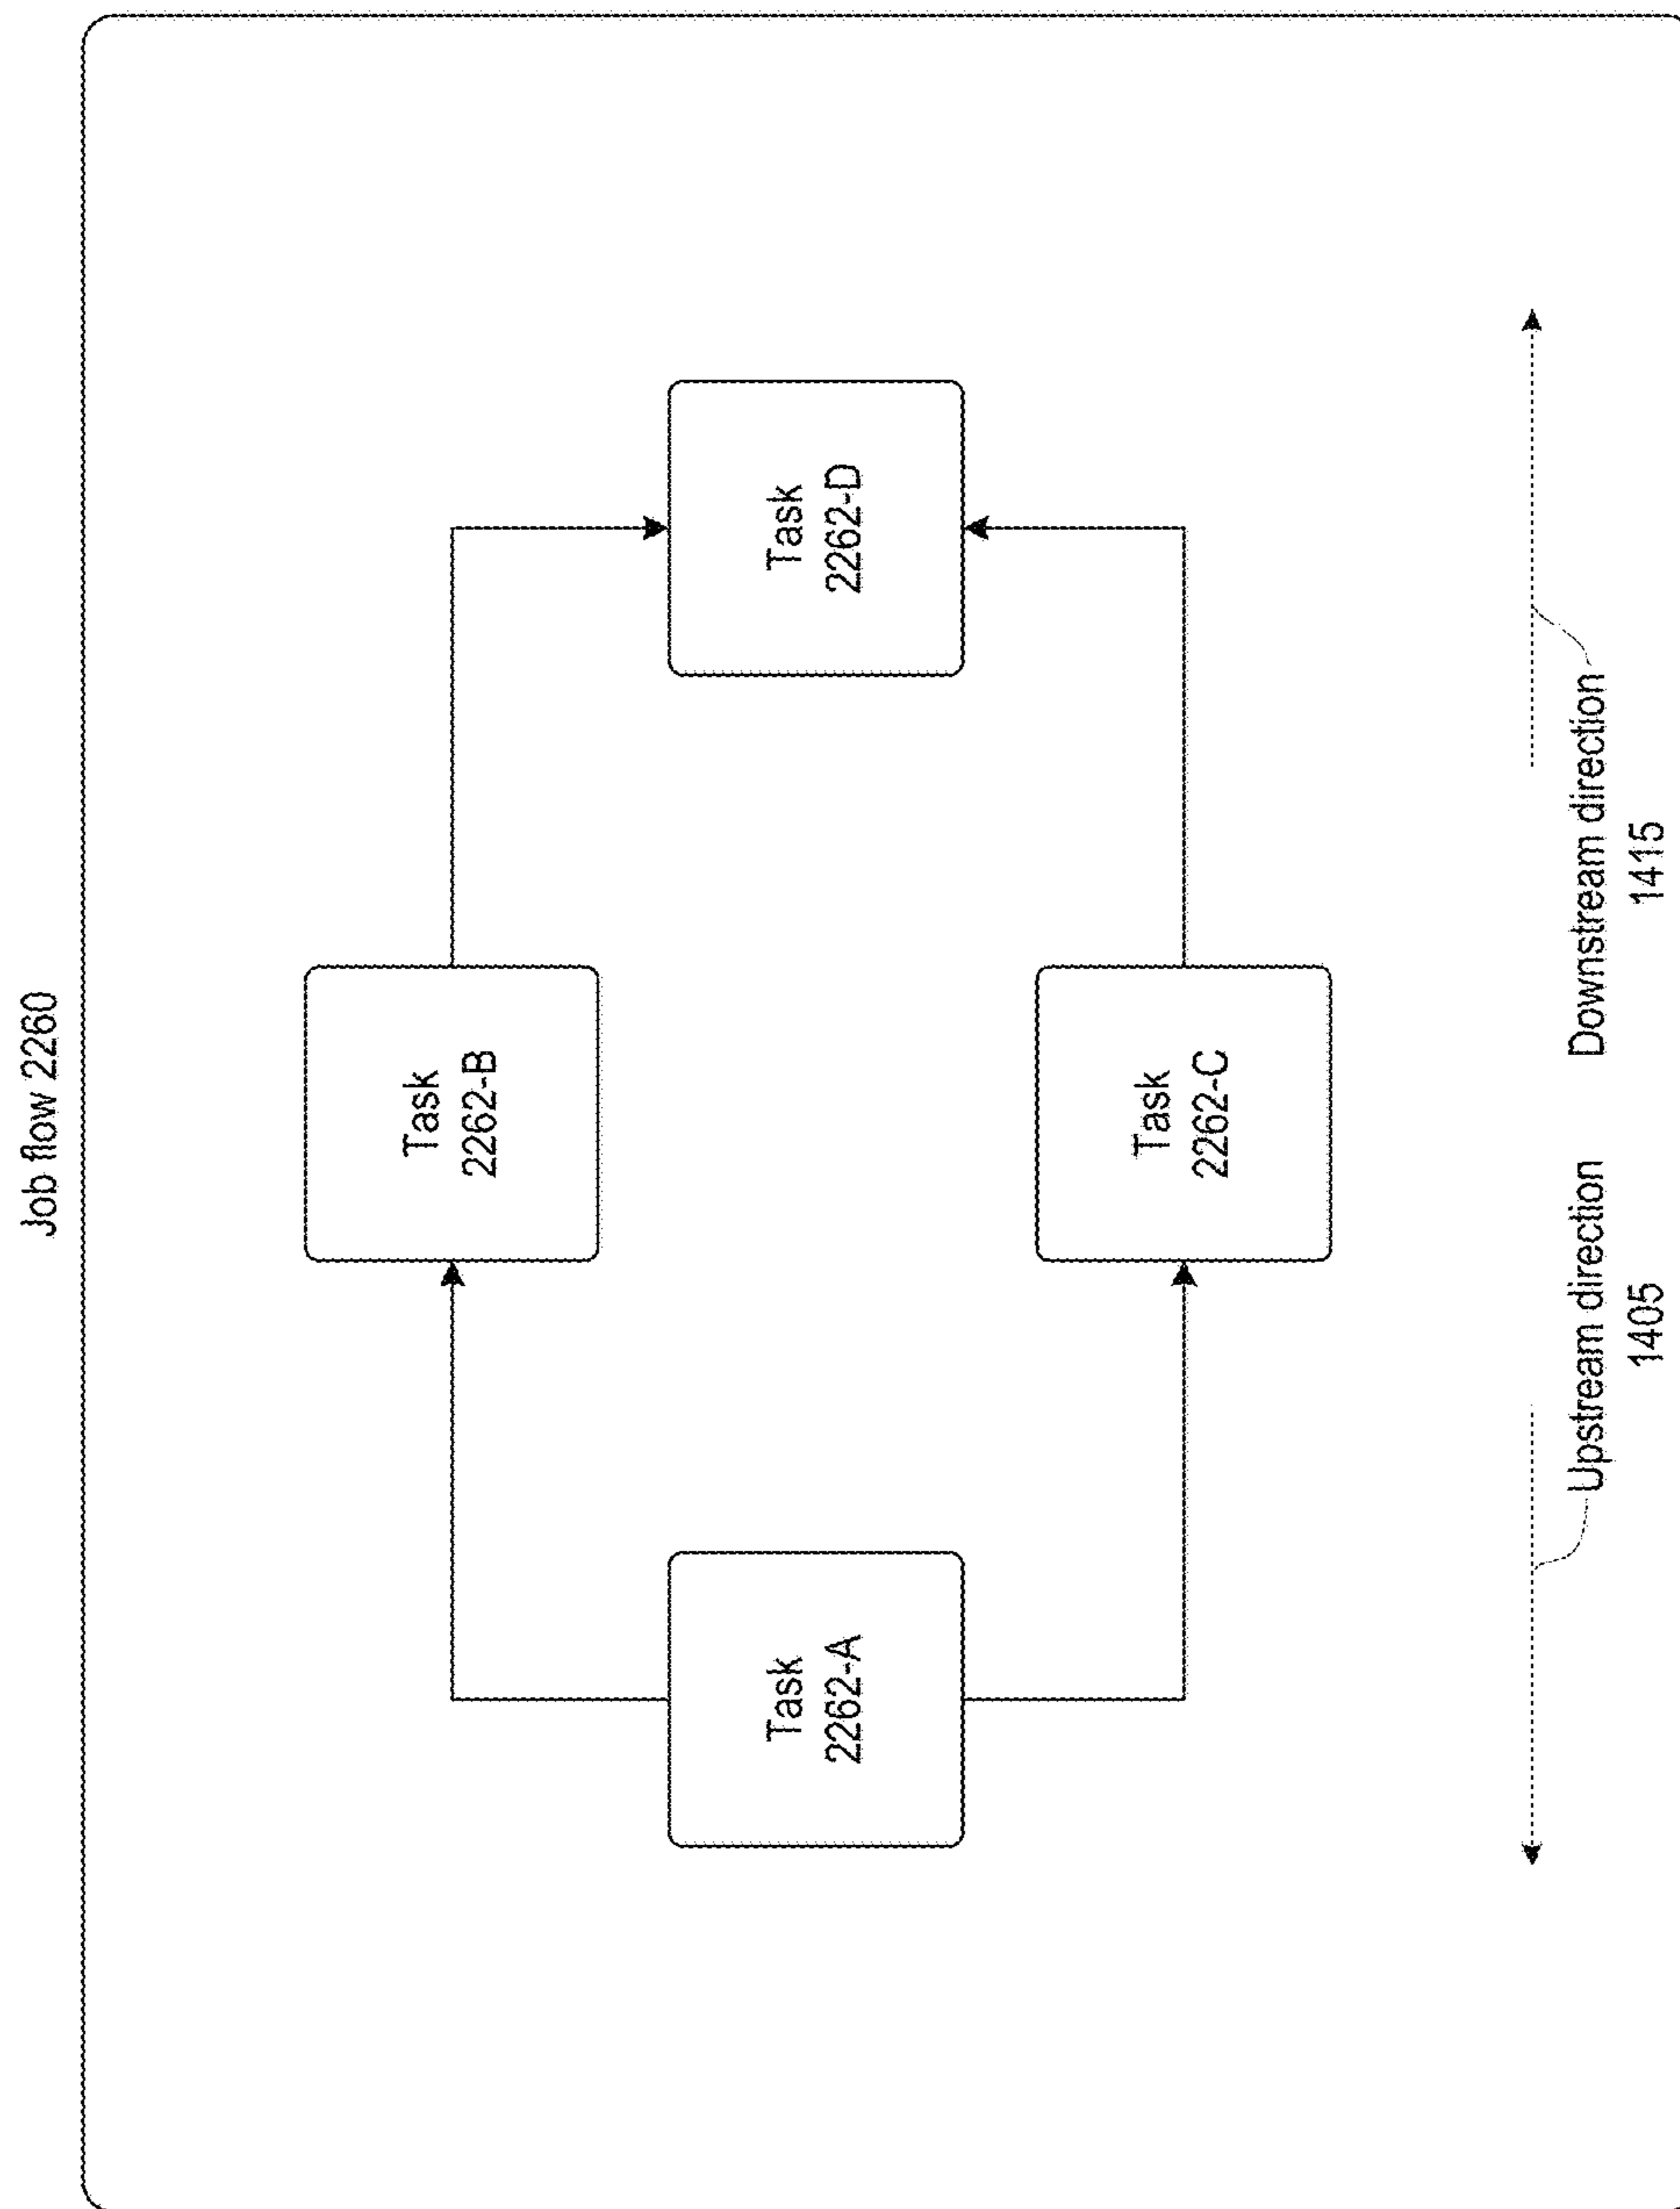 Job flow 2260
Task
2262-B
Task
2262-A
Task
2262-D
Task
2262-C
Upstream direction
1405
Downstream direction
1415